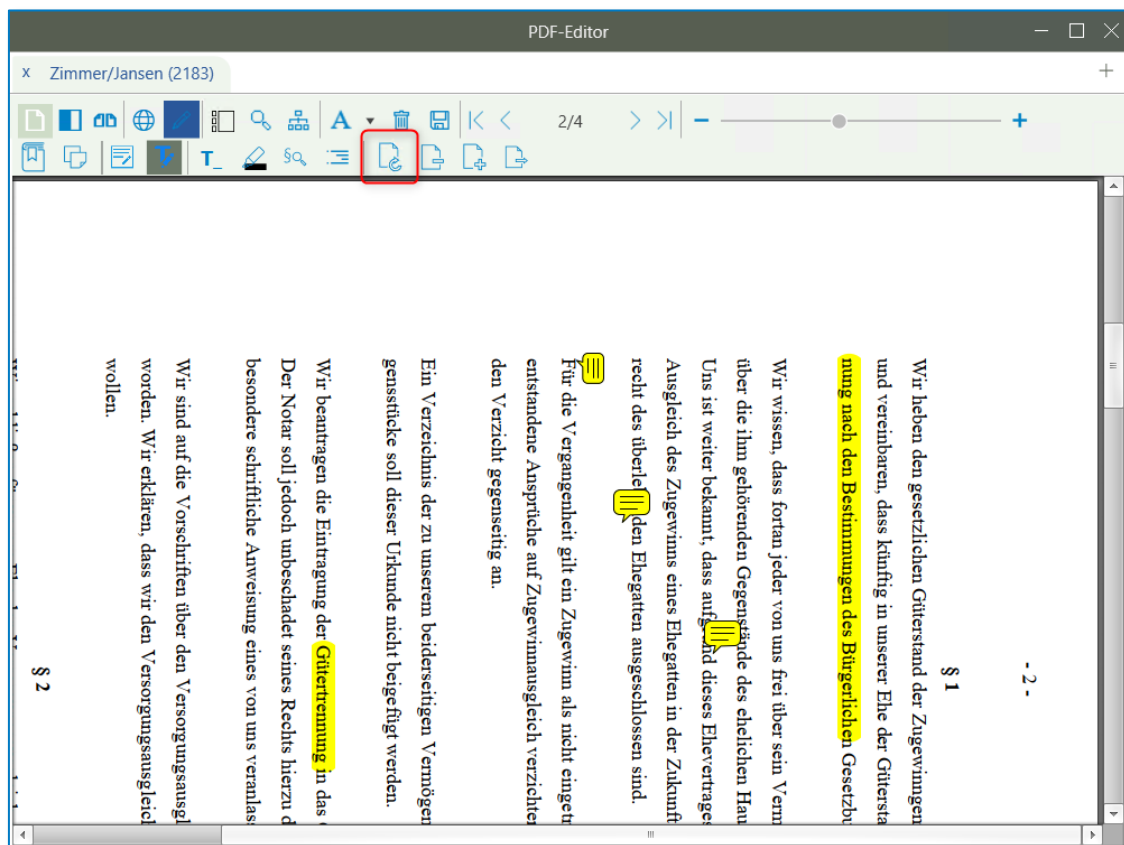 PDF-Editor
x Zimmer/Jansen (2183)
2/4
- 2 -
§ 1
Wir heben den gesetzlichen Güterstand der Zugewinngen
und vereinbaren, dass künftig in unserer Ehe der Gütersta
nung nach den Bestimmungen des Bürgerlichen Gesetzbu
Wir wissen, dass fortan jeder von uns frei über sein Verm
über die ihm gehörenden Gegenstände des ehelichen Hau
Uns ist weiter bekannt, dass aufgrund dieses Ehevertrages
Ausgleich des Zugewinns eines Ehegatten in der Zukunft
recht des überlebenden Ehegatten ausgeschlossen sind.
Für die Vergangenheit gilt ein Zugewinn als nicht eingetr
entstandene Ansprüche auf Zugewinnausgleich verzichten
den Verzicht gegenseitig an.
Ein Verzeichnis der zu unserem beiderseitigen Vermögen
gensstücke soll dieser Urkunde nicht beigefügt werden.
Wir beantragen die Eintragung der Gütertrennung in das
Der Notar soll jedoch unbeschadet seines Rechts hierzu d
besondere schriftliche Anweisung eines von uns veranlas
Wir sind auf die Vorschriften über den Versorgungsausgl
worden. Wir erklären, dass wir den Versorgungsausgleich
wollen.
§ 2